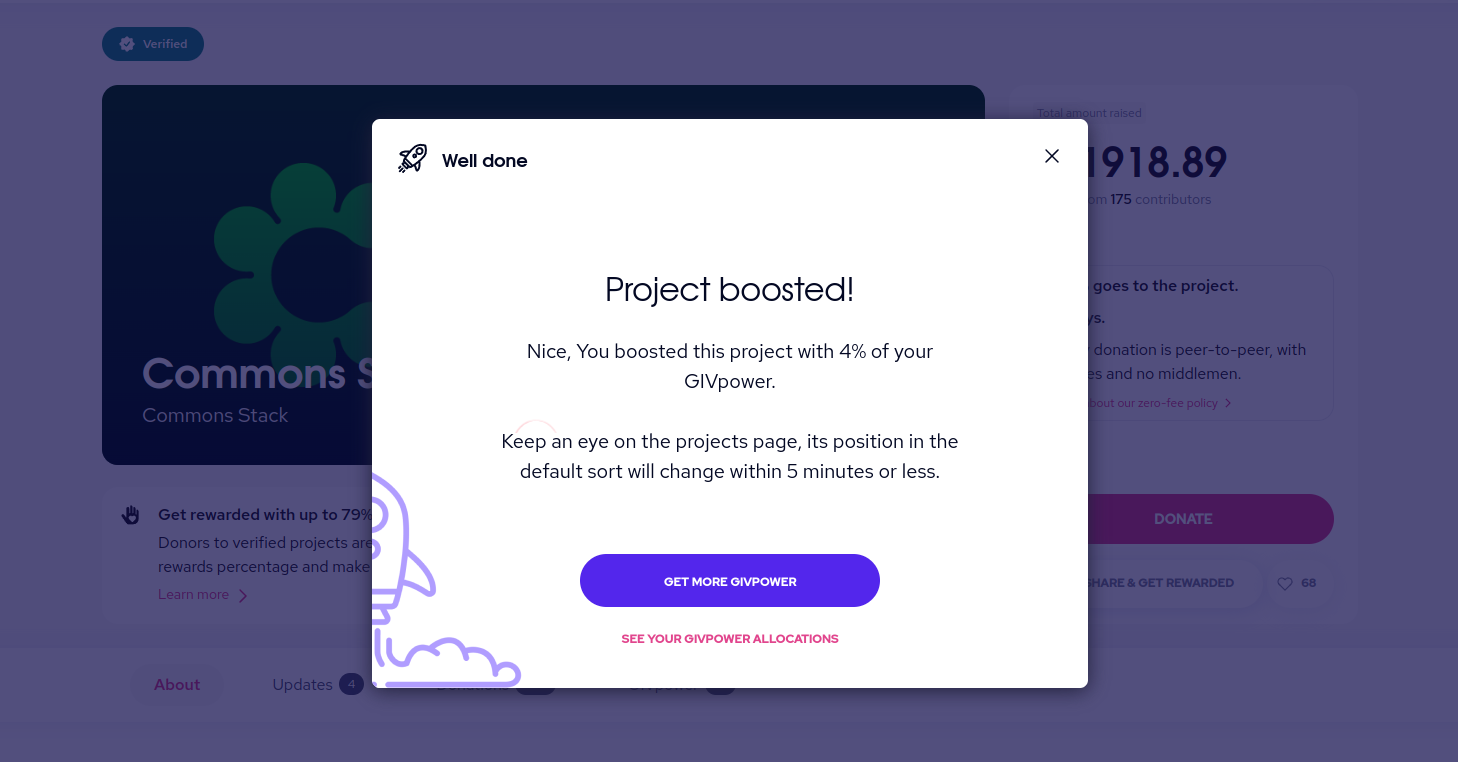 Verified
Total amount raised
Well done
1918.89
om 175 contributors
Project boosted!
goes to the project.
Nice, You boosted this project with 4% of your
GIVpower.
ys.
donation is peer-to-peer, with
es and no middlemen.
bout our zero-fee policy
Commons S
Commons Stack
Keep an eye on the projects page, its position in the
default sort will change within 5 minutes or less.
Get rewarded with up to 79%
Donors to verified projects are
rewards percentage and make
Learn more
DONATE
GET MORE GIVPOWER
SHARE & GET REWARDED
68
SEE YOUR GIVPOWER ALLOCATIONS
About
Updates 4